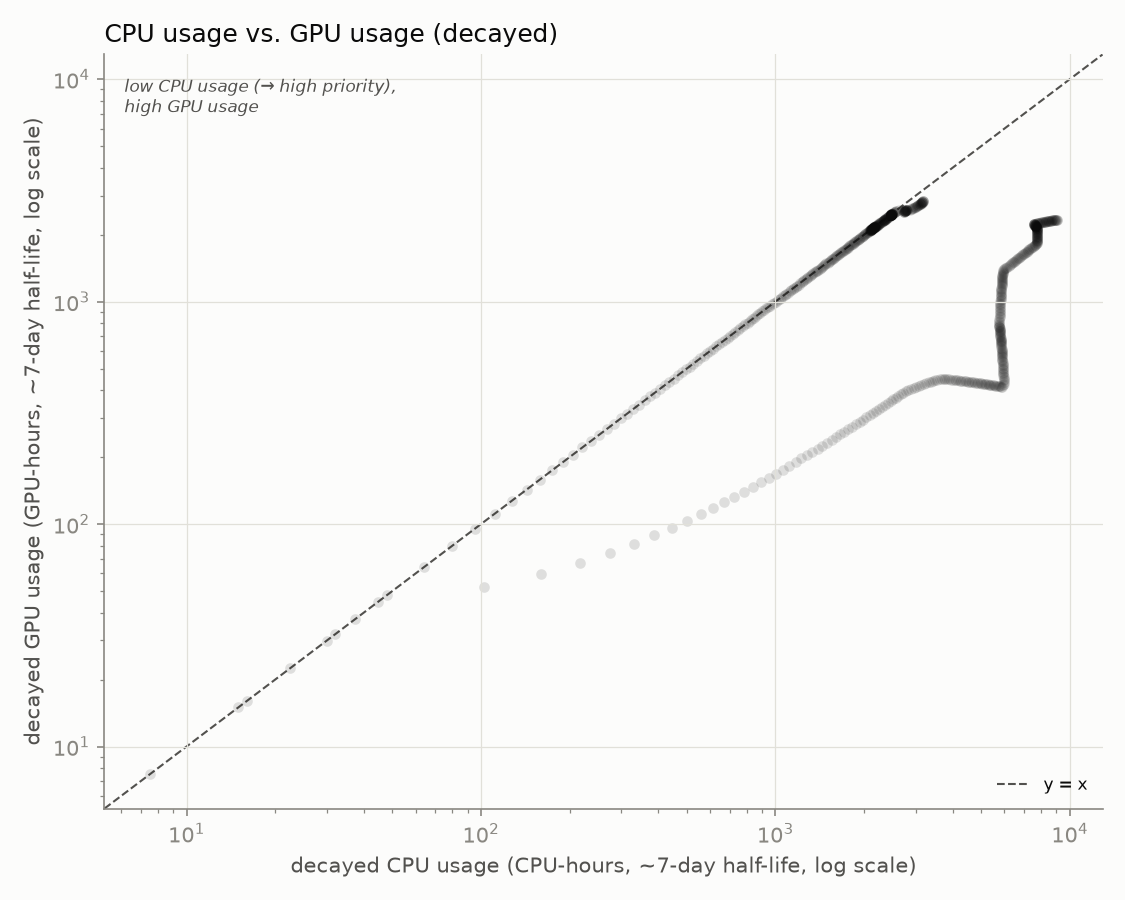 CPU usage vs. GPU usage (decayed)
low CPU usage (→ high priority),
high GPU usage
decayed GPU usage (GPU-hours, ~7-day half-life, log scale)
10⁴
10³
10²
10¹
y = x
10¹ 10² 10³ 10⁴
decayed CPU usage (CPU-hours, ~7-day half-life, log scale)